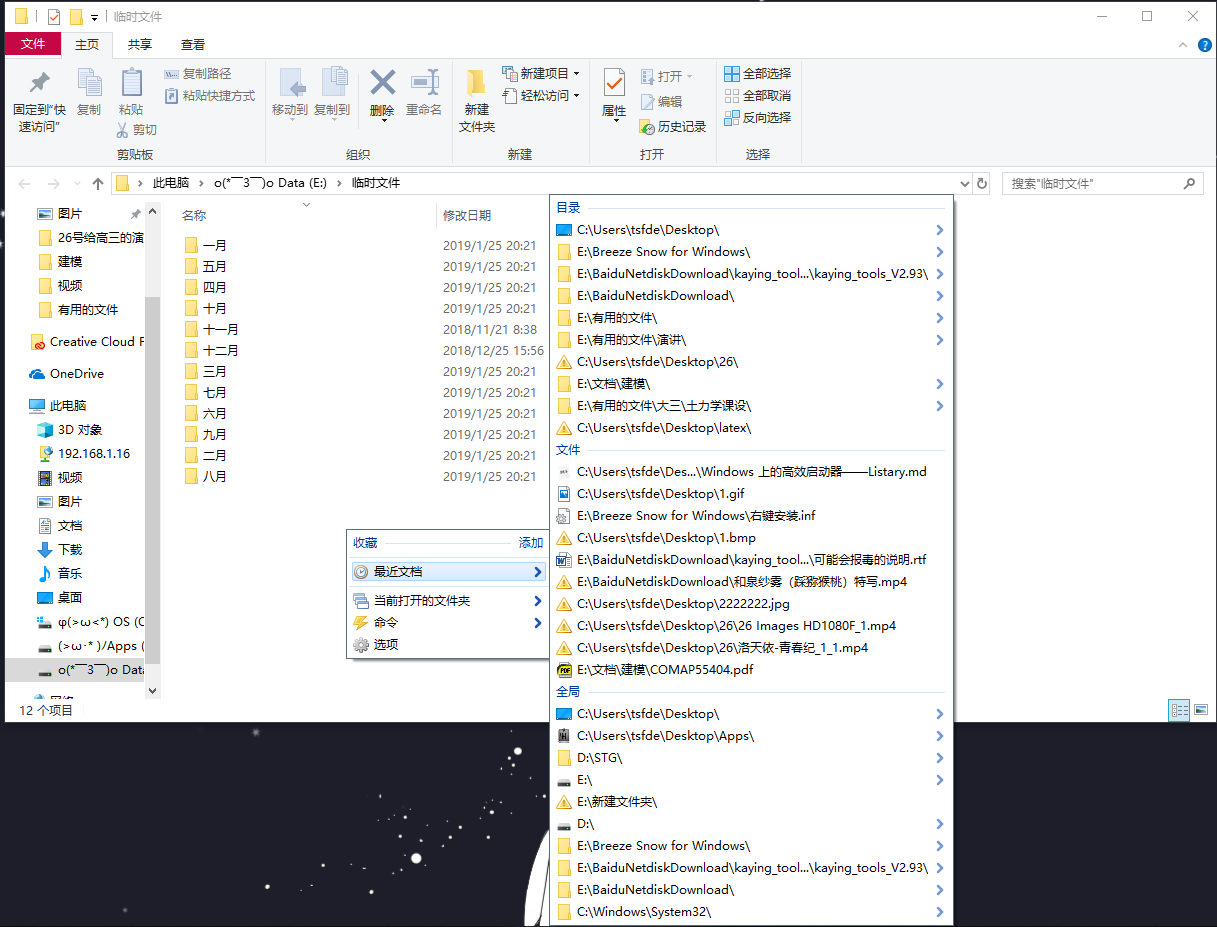 临时文件
文件 主页 共享 查看
固定到"快速访问"
复制
粘贴
复制路径
粘贴快捷方式
剪切
剪贴板
移动到
复制到
删除
重命名
组织
新建文件夹
新建项目
轻松访问
新建
属性
打开
编辑
历史记录
打开
全部选择
全部取消
反向选择
选择
此电脑 › o(*￣3￣)o Data (E:) › 临时文件
搜索"临时文件"
图片
26号给高三的演
建模
视频
有用的文件
Creative Cloud F
OneDrive
此电脑
3D 对象
192.168.1.16
视频
图片
文档
下载
音乐
桌面
φ(>ω<*) OS (C
(>ω·* )/Apps (
o(*￣3￣)o Data
网络
12 个项目
名称 修改日期
一月 2019/1/25 20:21
五月 2019/1/25 20:21
四月 2019/1/25 20:21
十月 2019/1/25 20:21
十一月 2018/11/21 8:38
十二月 2018/12/25 15:56
三月 2019/1/25 20:21
七月 2019/1/25 20:21
六月 2019/1/25 20:21
九月 2019/1/25 20:21
二月 2019/1/25 20:21
八月 2019/1/25 20:21
收藏 添加
最近文档
当前打开的文件夹
命令
选项
目录
C:\Users\tsfde\Desktop\
E:\Breeze Snow for Windows\
E:\BaiduNetdiskDownload\kaying_tool...\kaying_tools_V2.93\
E:\BaiduNetdiskDownload\
E:\有用的文件\
E:\有用的文件\演讲\
C:\Users\tsfde\Desktop\26\
E:\文档\建模\
E:\有用的文件\大三\土力学课设\
C:\Users\tsfde\Desktop\latex\
文件
C:\Users\tsfde\Des...\Windows 上的高效启动器——Listary.md
C:\Users\tsfde\Desktop\1.gif
E:\Breeze Snow for Windows\右键安装.inf
C:\Users\tsfde\Desktop\1.bmp
E:\BaiduNetdiskDownload\kaying_tool...\可能会报毒的说明.rtf
E:\BaiduNetdiskDownload\和泉纱雾（踩猕猴桃）特写.mp4
C:\Users\tsfde\Desktop\2222222.jpg
C:\Users\tsfde\Desktop\26\26 Images HD1080F_1.mp4
C:\Users\tsfde\Desktop\26\洛天依-青春纪_1_1.mp4
E:\文档\建模\COMAP55404.pdf
全局
C:\Users\tsfde\Desktop\
C:\Users\tsfde\Desktop\Apps\
D:\STG\
E:\
E:\新建文件夹\
D:\
E:\Breeze Snow for Windows\
E:\BaiduNetdiskDownload\kaying_tool...\kaying_tools_V2.93\
E:\BaiduNetdiskDownload\
C:\Windows\System32\